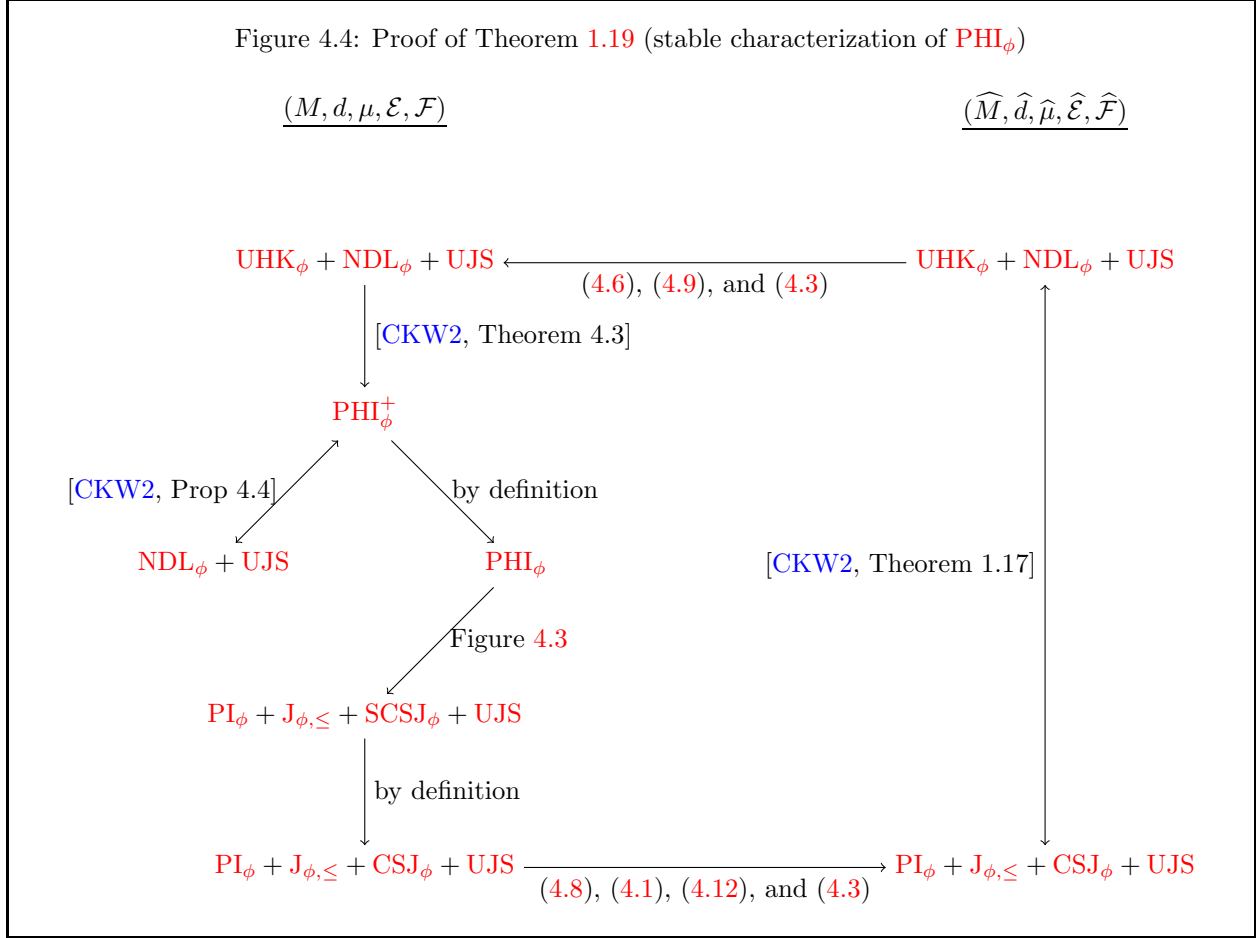 Figure 4.4: Proof of Theorem 1.19 (stable characterization of PHI_ϕ)
(M, d, μ, ℰ, ℱ)
(M̂, d̂, μ̂, ℰ̂, ℱ̂)
UHK_ϕ + NDL_ϕ + UJS
UHK_ϕ + NDL_ϕ + UJS
(4.6), (4.9), and (4.3)
[CKW2, Theorem 4.3]
PHI_ϕ^+
[CKW2, Prop 4.4]
by definition
NDL_ϕ + UJS
PHI_ϕ
[CKW2, Theorem 1.17]
Figure 4.3
PI_ϕ + J_{ϕ,≤} + SCSJ_ϕ + UJS
by definition
PI_ϕ + J_{ϕ,≤} + CSJ_ϕ + UJS
PI_ϕ + J_{ϕ,≤} + CSJ_ϕ + UJS
(4.8), (4.1), (4.12), and (4.3)